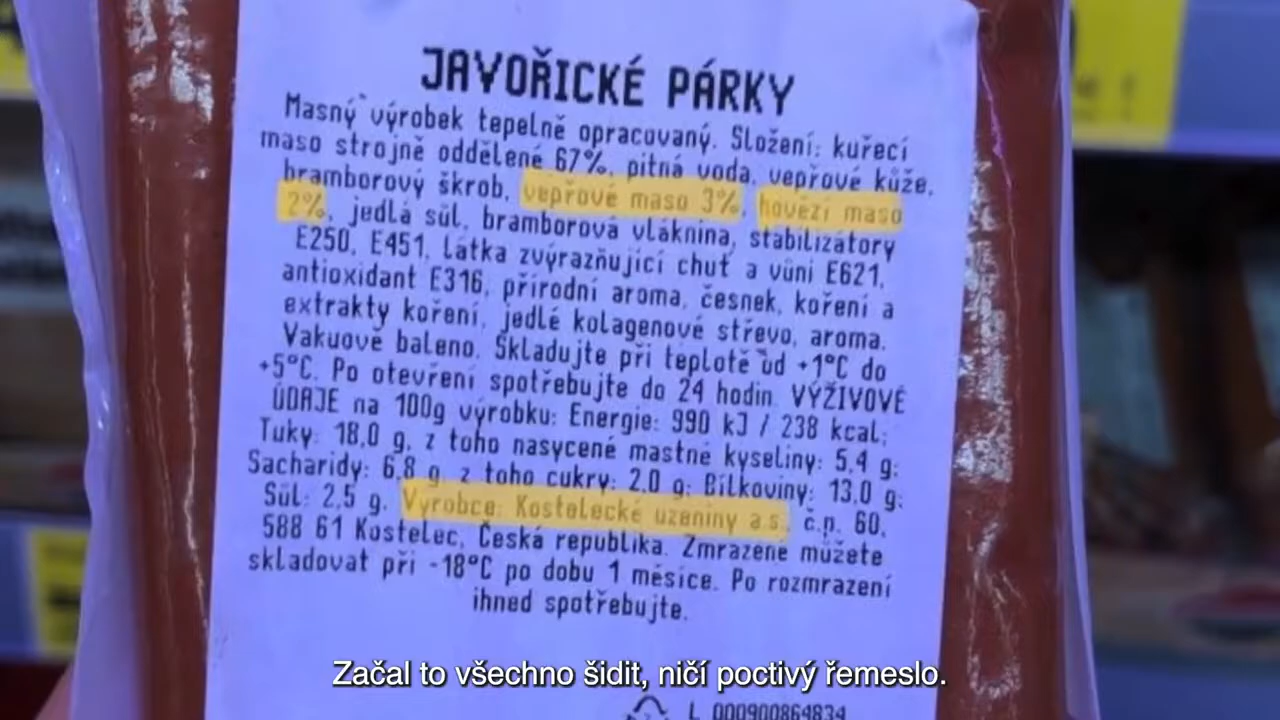 JAVOŘICKÉ PÁRKY
Masný výrobek tepelně opracovaný. Složení: kuřecí
maso strojně oddělené 67%, pitná voda, vepřové kůže,
bramborový škrob, vepřové maso 3%, hovězí maso
2%, jedlá sůl, bramborová vláknina, stabilizátory
E250, E451, Látka zvýrazňující chuť a vůni E621,
antioxidant E316, přírodní aroma, česnek, koření a
extrakty koření, jedlé kolagenové střevo, aroma.
Vakuově baleno. Skladujte při teplotě od +1°C do
+5°C. Po otevření spotřebujte do 24 hodin. VÝŽIVOVÉ
ÚDAJE na 100g výrobku: Energie: 990 kJ / 238 kcal;
Tuky: 18,0 g, z toho nasycené mastné kyseliny: 5,4 g;
Sacharidy: 6,8 g, z toho cukry: 2,0 g; Bílkoviny: 13,0 g;
Sůl: 2,5 g. Výrobce: Kostelecké uzeniny a.s., č.p. 60,
588 61 Kostelec, Česká republika. Zmrazené můžete
skladovat při -18°C po dobu 1 měsíce. Po rozmrazení
ihned spotřebujte.
Začal to všechno šidit, ničí poctivý řemeslo.
L 000900864834